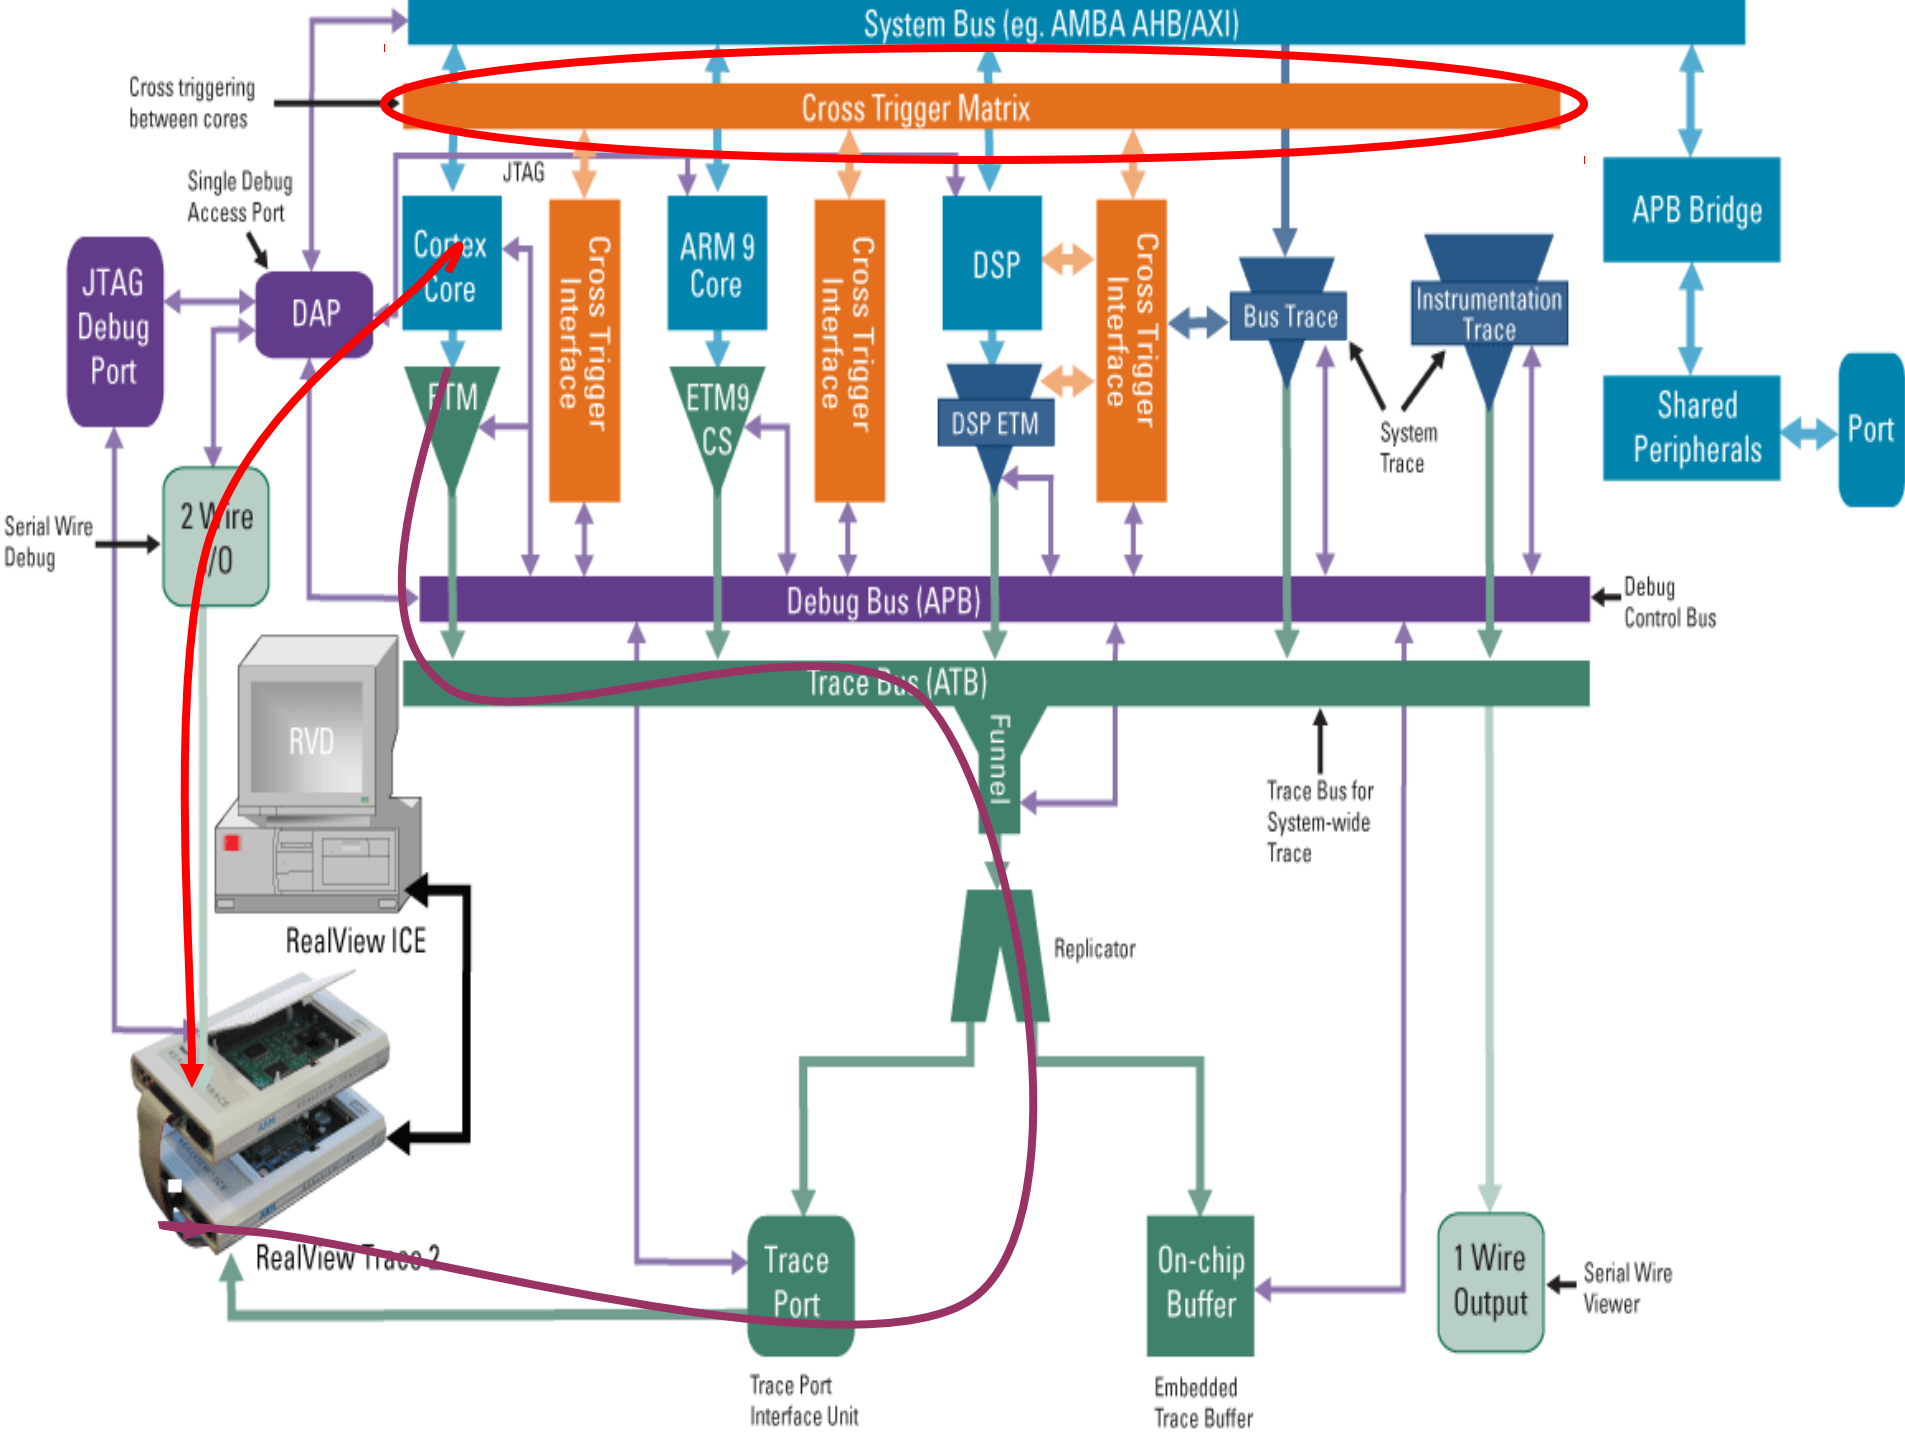 System Bus (eg. AMBA AHB/AXI)
Cross triggering
between cores
Cross Trigger Matrix
JTAG
Single Debug
Access Port
JTAG
Debug
Port
DAP
Cortex
Core
Cross Trigger
Interface
ARM 9
Core
Cross Trigger
Interface
DSP
Cross Trigger
Interface
Bus Trace
Instrumentation
Trace
APB Bridge
ETM
ETM9
CS
DSP ETM
System
Trace
Shared
Peripherals
Port
Serial Wire
Debug
2 Wire
I/O
Debug Bus (APB)
Debug
Control Bus
Trace Bus (ATB)
RVD
Funnel
Trace Bus for
System-wide
Trace
RealView ICE
Replicator
TRACE
ARM
REALVIEW ICE
ARM
RealView Trace 2
Trace
Port
On-chip
Buffer
1 Wire
Output
Serial Wire
Viewer
Trace Port
Interface Unit
Embedded
Trace Buffer